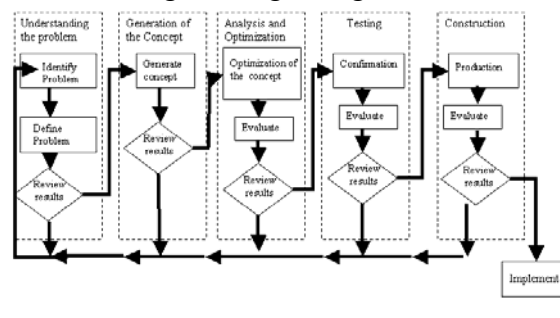 Understanding
the problem
Identify
Problem
Define
Problem
Review
results
Generation of
the Concept
Generate
concept
Review
results
Analysis and
Optimization
Optimization of
the concept
Evaluate
Review
results
Testing
Confirmation
Evaluate
Review
results
Construction
Production
Evaluate
Review
results
Implement